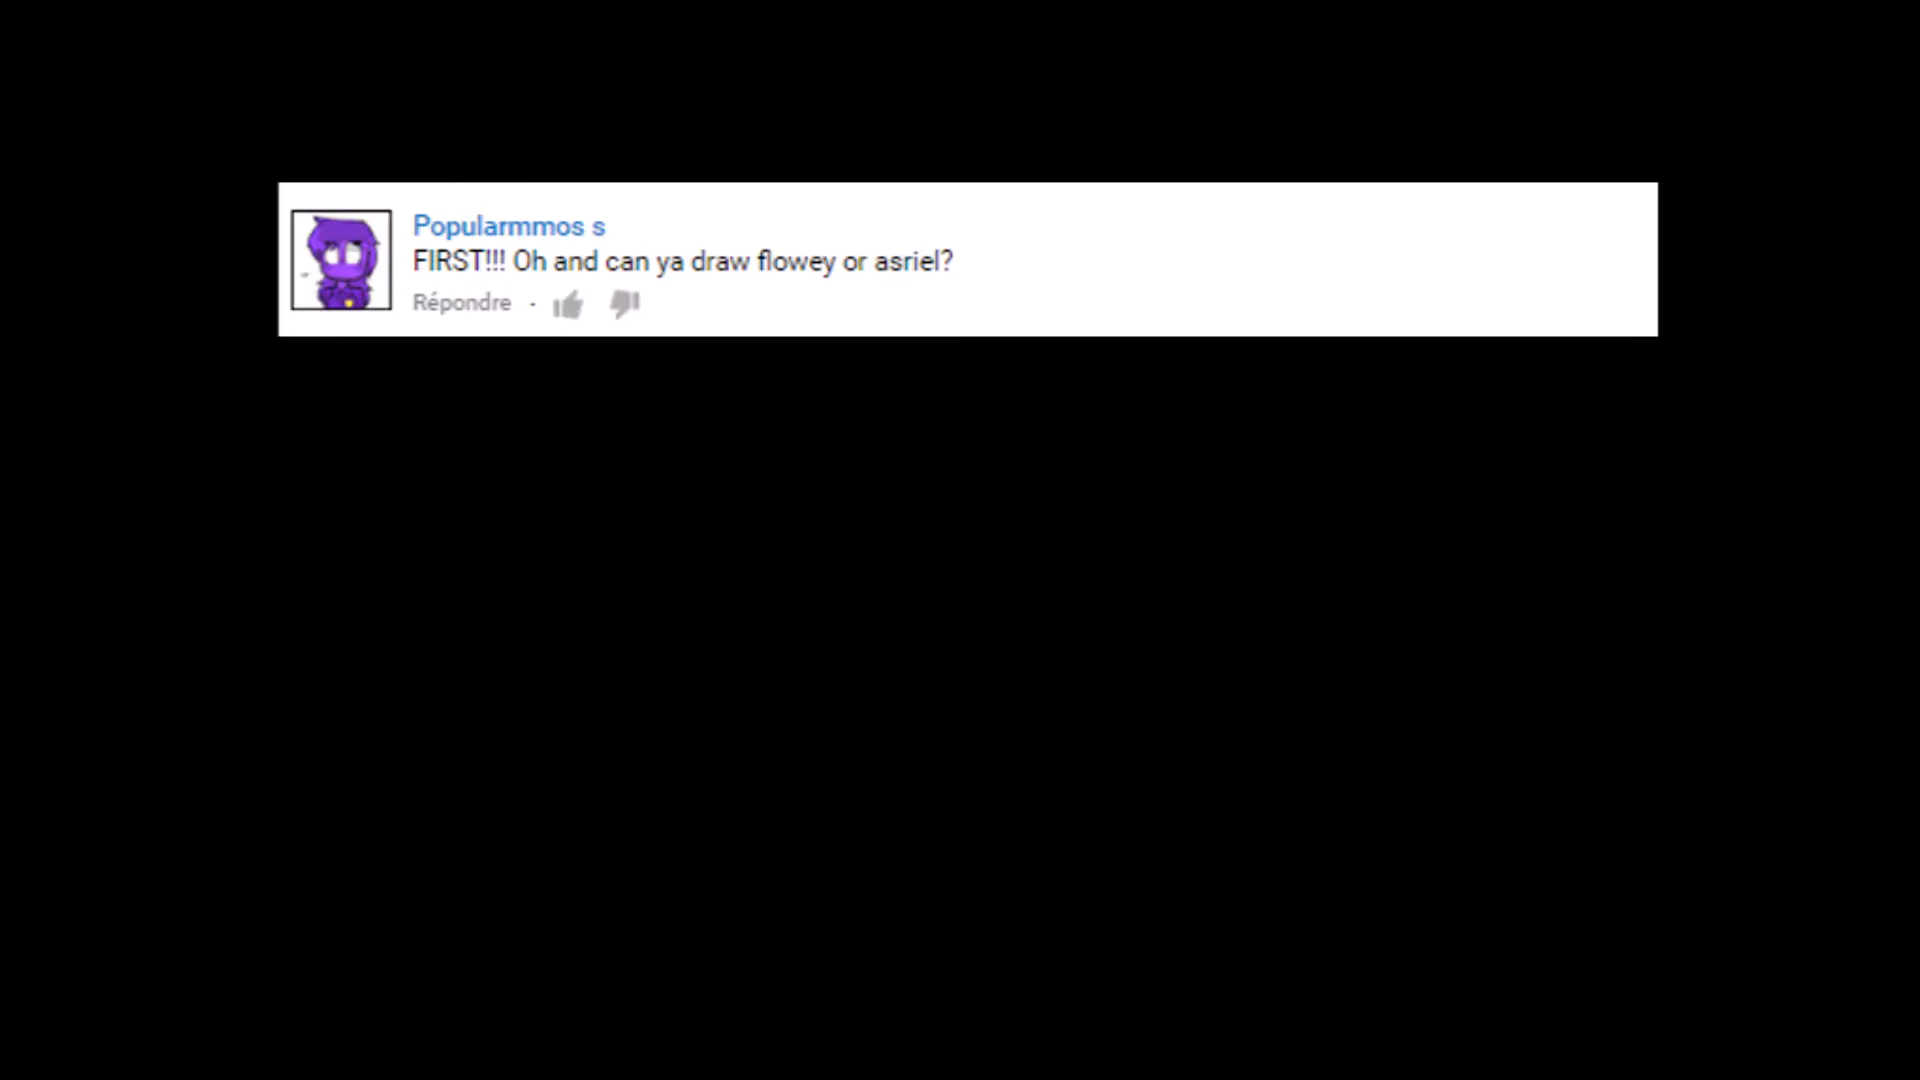 Popularmmos s
FIRST!!! Oh and can ya draw flowey or asriel?
Répondre ·